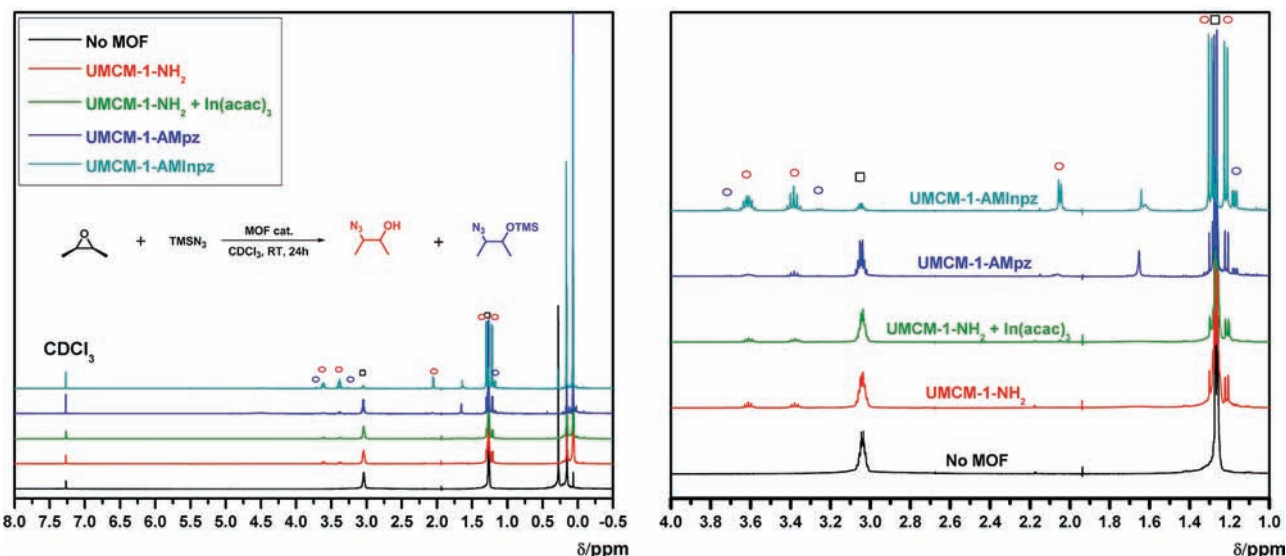 No MOF
UMCM-1-NH2
UMCM-1-NH2 + In(acac)3
UMCM-1-AMpz
UMCM-1-AMInpz
O
+
TMSN3
MOF cat.
CDCl3, RT, 24h
N3
OH
+
N3
OTMS
CDCl3
8.0 7.5 7.0 6.5 6.0 5.5 5.0 4.5 4.0 3.5 3.0 2.5 2.0 1.5 1.0 0.5 0.0 -0.5
δ/ppm
UMCM-1-AMInpz
UMCM-1-AMpz
UMCM-1-NH2 + In(acac)3
UMCM-1-NH2
No MOF
4.0 3.8 3.6 3.4 3.2 3.0 2.8 2.6 2.4 2.2 2.0 1.8 1.6 1.4 1.2 1.0
δ/ppm